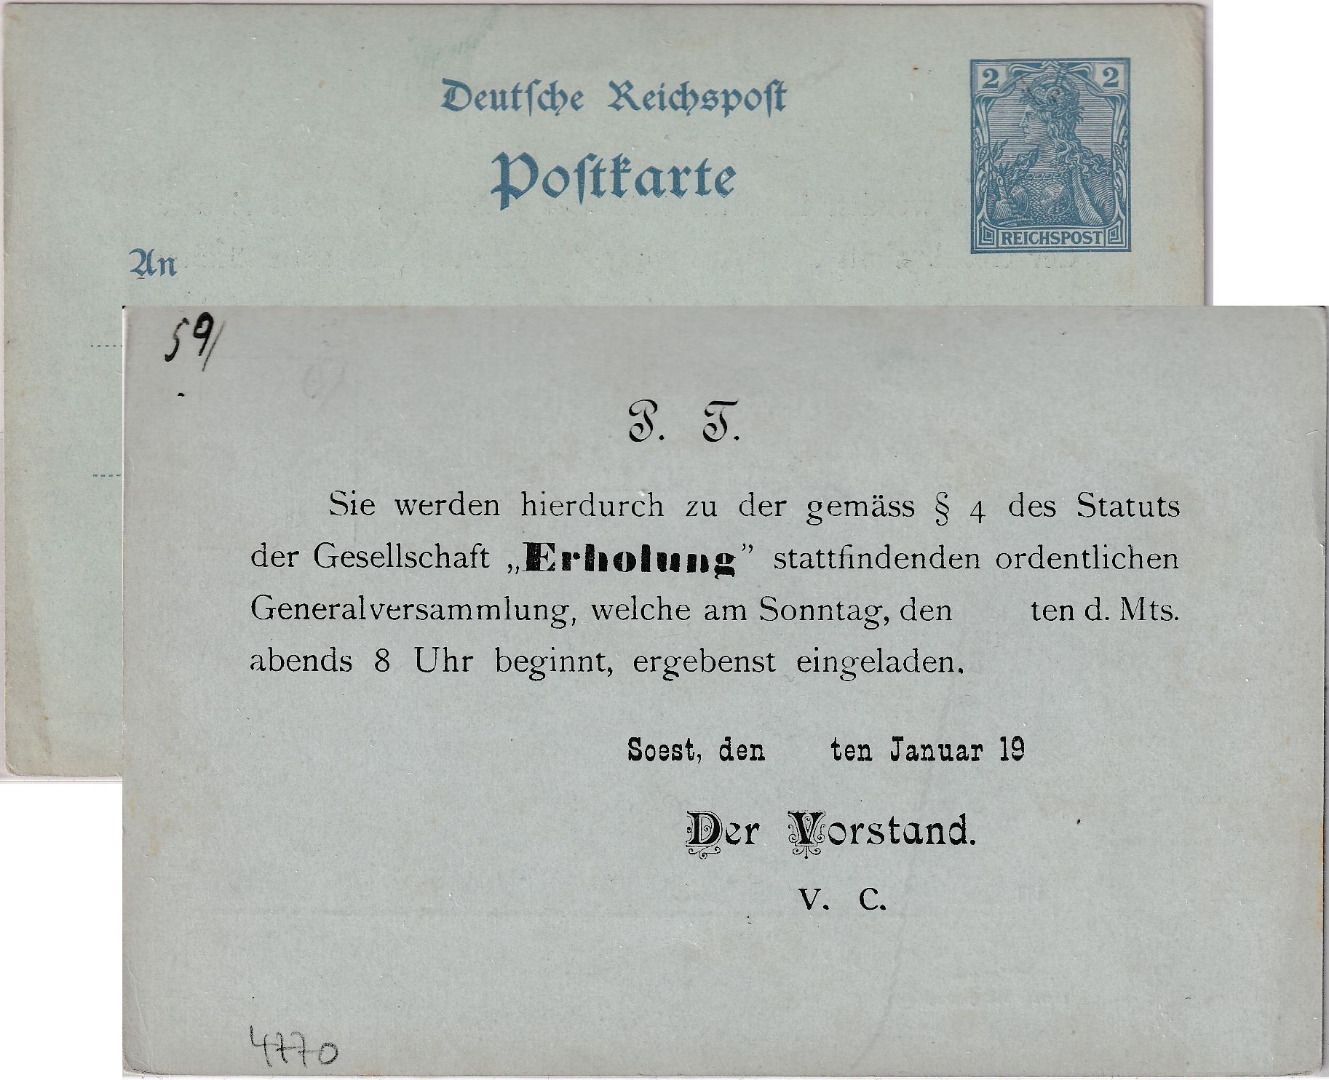 Deutſche Reichspoſt
Poſtkarte
2 2
REICHSPOST
An
59/
P. T.
Sie werden hierdurch zu der gemäss § 4 des Statuts
der Gesellschaft „Erholung” stattfindenden ordentlichen
Generalversammlung, welche am Sonntag, den ten d. Mts.
abends 8 Uhr beginnt, ergebenst eingeladen.
Soest, den ten Januar 19
Der Vorstand.
V. C.
4770